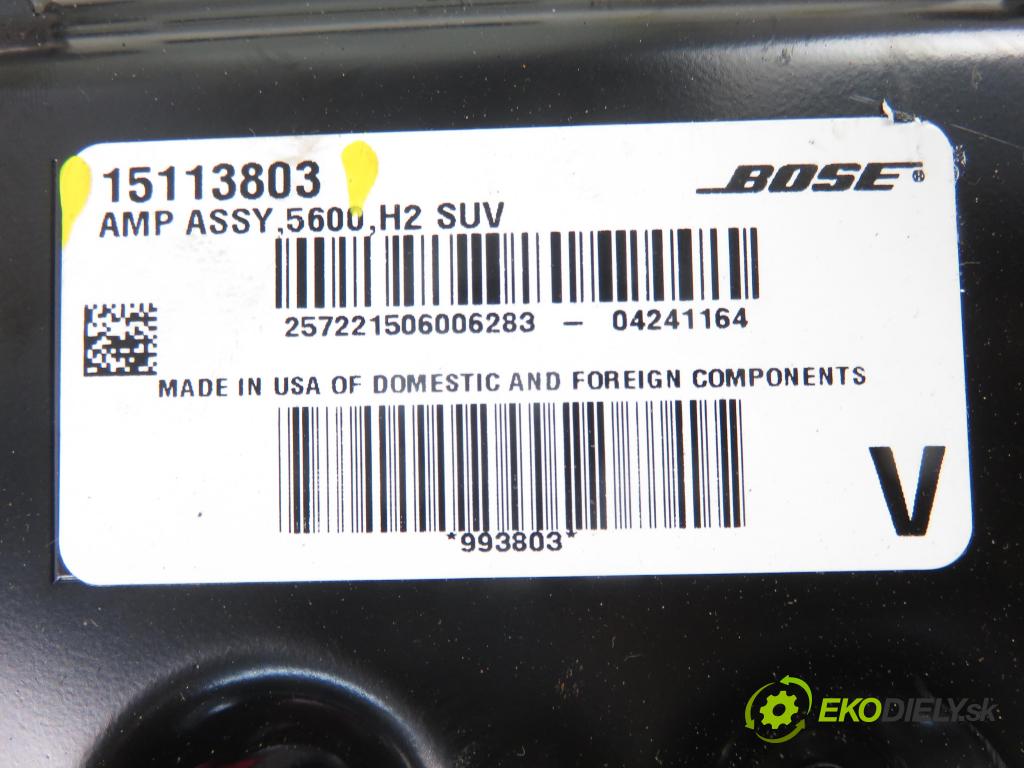 15113803
BOSE®
AMP ASSY,5600,H2 SUV
257221506006283 - 04241164
MADE IN USA OF DOMESTIC AND FOREIGN COMPONENTS
*993803*
V
EKODIELY.sk